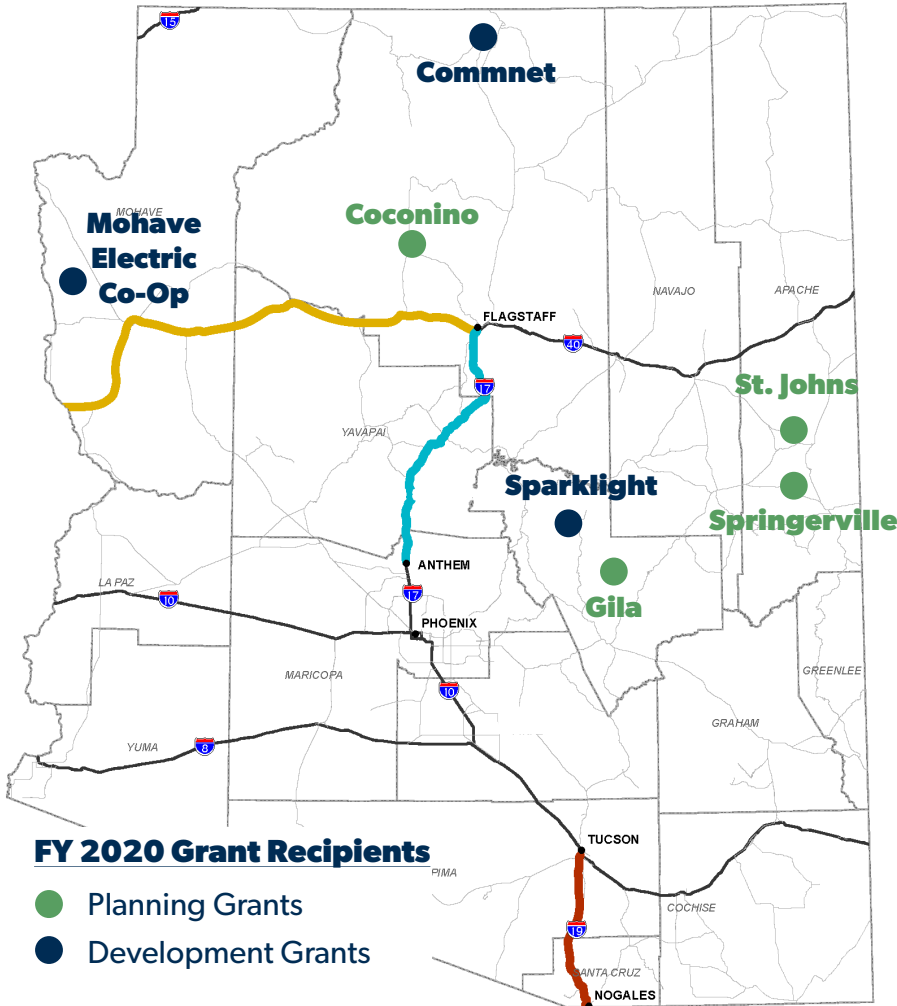 15
Commnet
MOHAVE
Mohave
Electric
Co-Op
Coconino
NAVAJO
APACHE
FLAGSTAFF
40
17
St. Johns
YAVAPAI
Sparklight
Springerville
ANTHEM
LA PAZ
10
17
Gila
PHOENIX
MARICOPA
10
GREENLEE
GRAHAM
YUMA
8
FY 2020 Grant Recipients
TUCSON
PIMA
Planning Grants
COCHISE
19
Development Grants
SANTA CRUZ
NOGALES